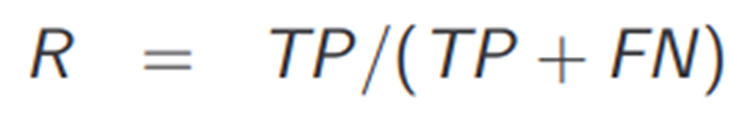 R = TP/(TP + FN)